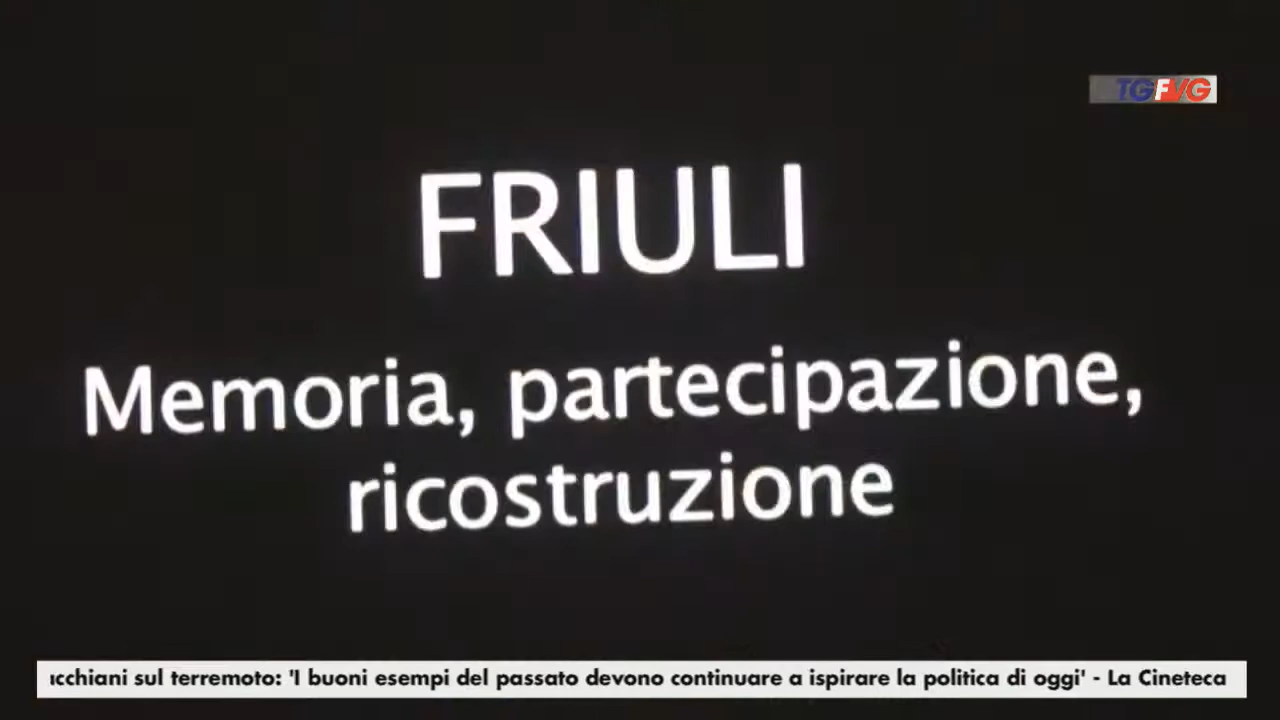 TGFVG
FRIULI
Memoria, partecipazione,
ricostruzione
sul terremoto: 'I buoni esempi del passato devono continuare a ispirare la politica di oggi' - La Cineteca